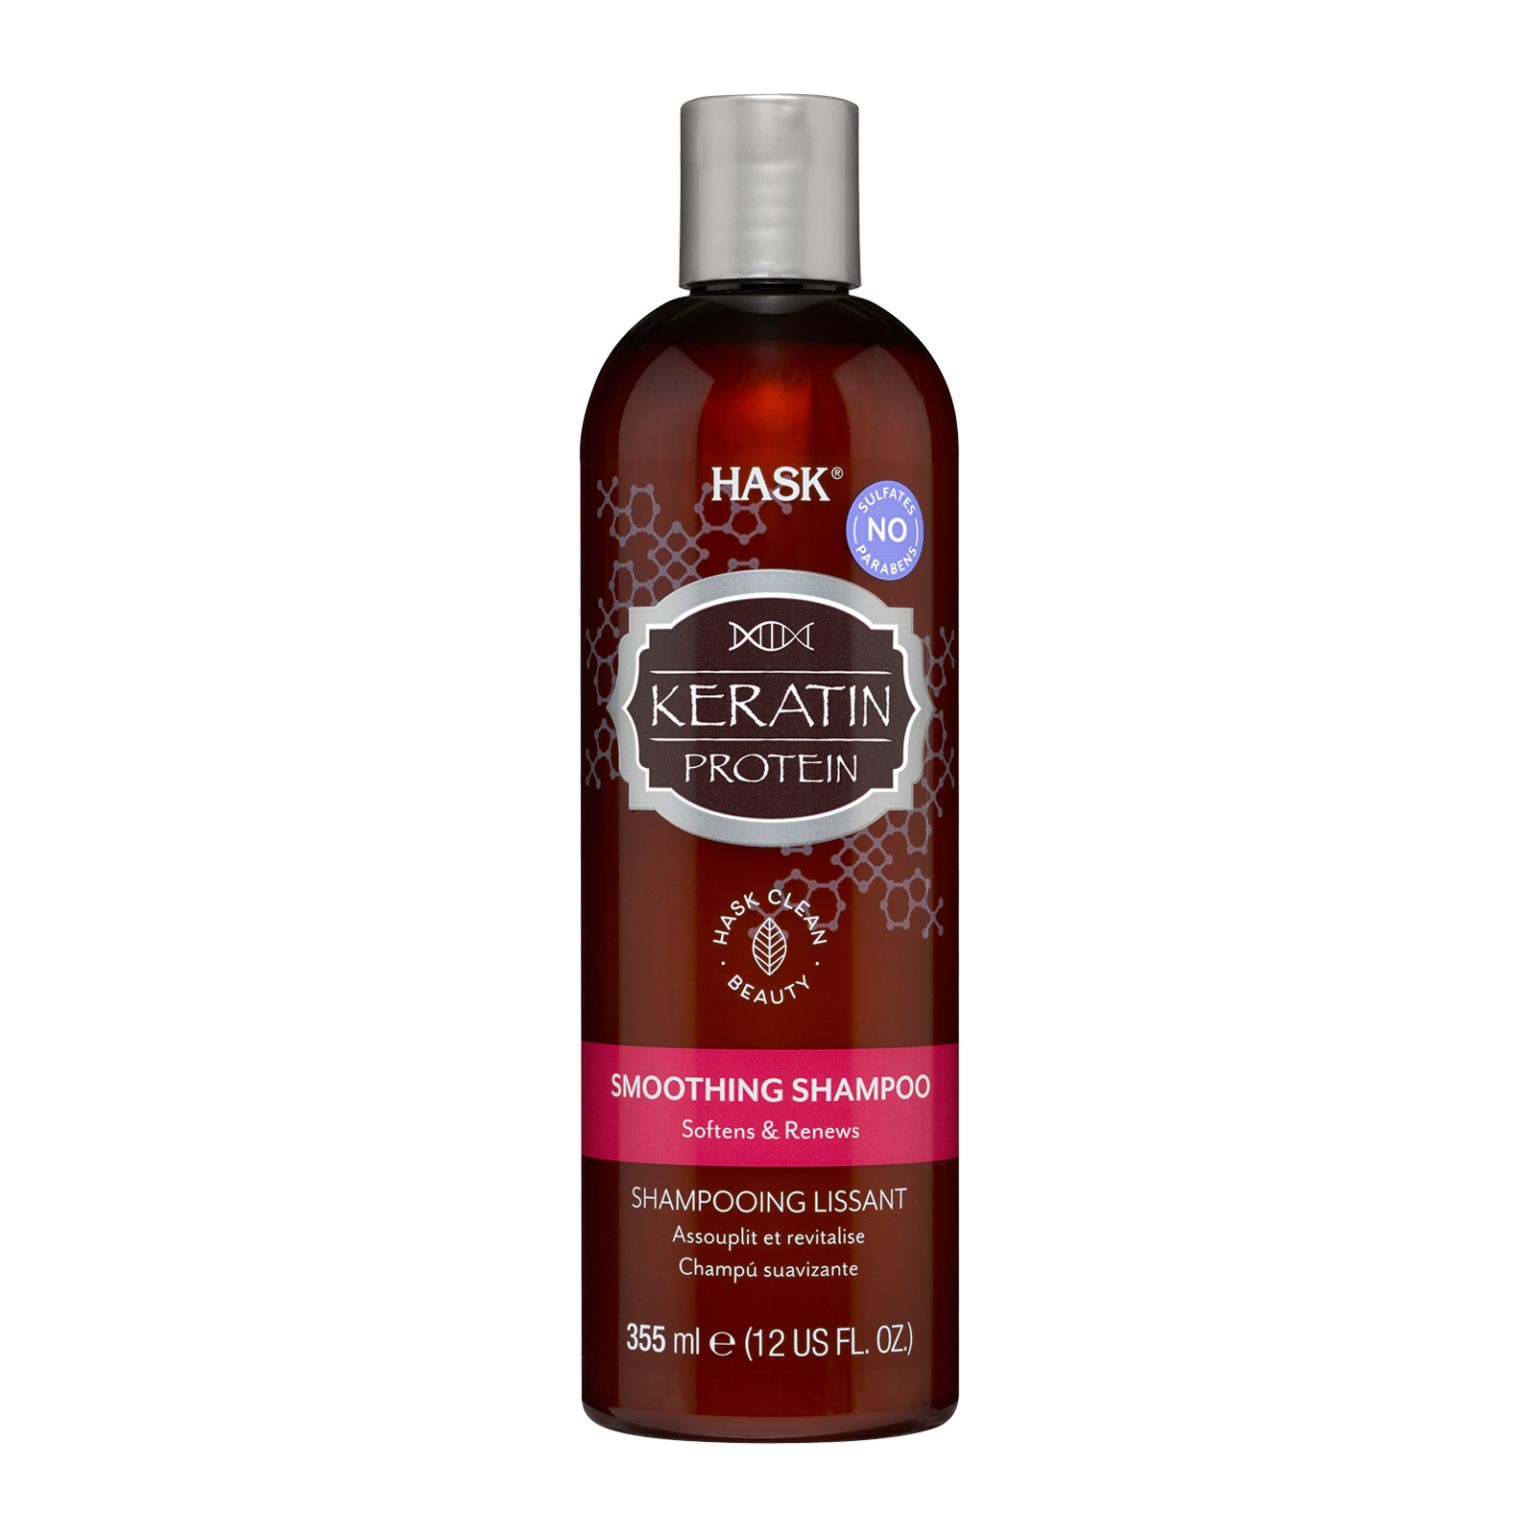 HASK®
SULFATES
NO
PARABENS
KERATIN
PROTEIN
HASK CLEAN
BEAUTY
SMOOTHING SHAMPOO
Softens & Renews
SHAMPOOING LISSANT
Assouplit et revitalise
Champú suavizante
355 ml ℮ (12 US FL. OZ.)